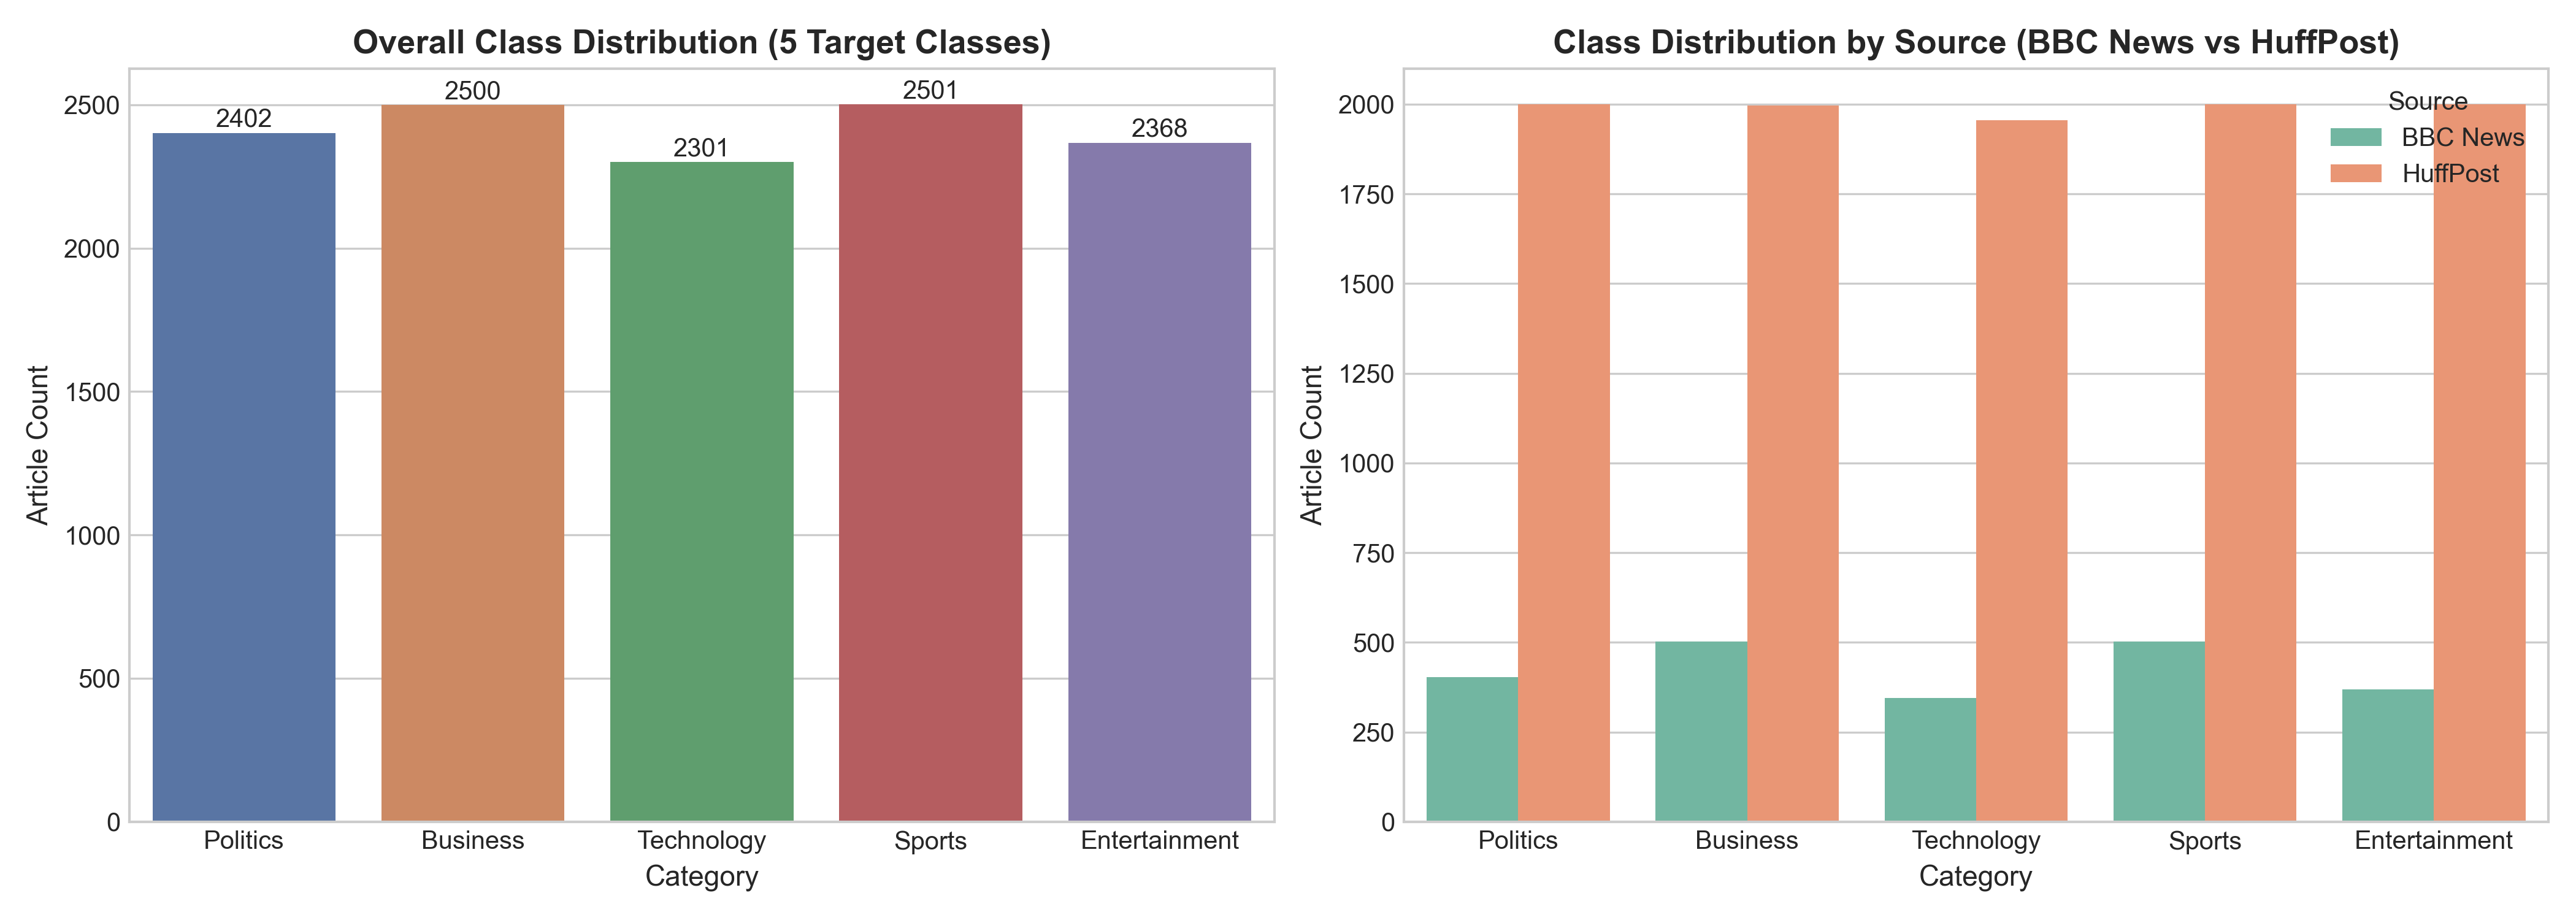 Overall Class Distribution (5 Target Classes)
2500
2000
1500
1000
500
0
Article Count
2402
2500
2301
2501
2368
Politics
Business
Technology
Sports
Entertainment
Category
Class Distribution by Source (BBC News vs HuffPost)
2000
1750
1500
1250
1000
750
500
250
0
Article Count
Source
BBC News
HuffPost
Politics
Business
Technology
Sports
Entertainment
Category